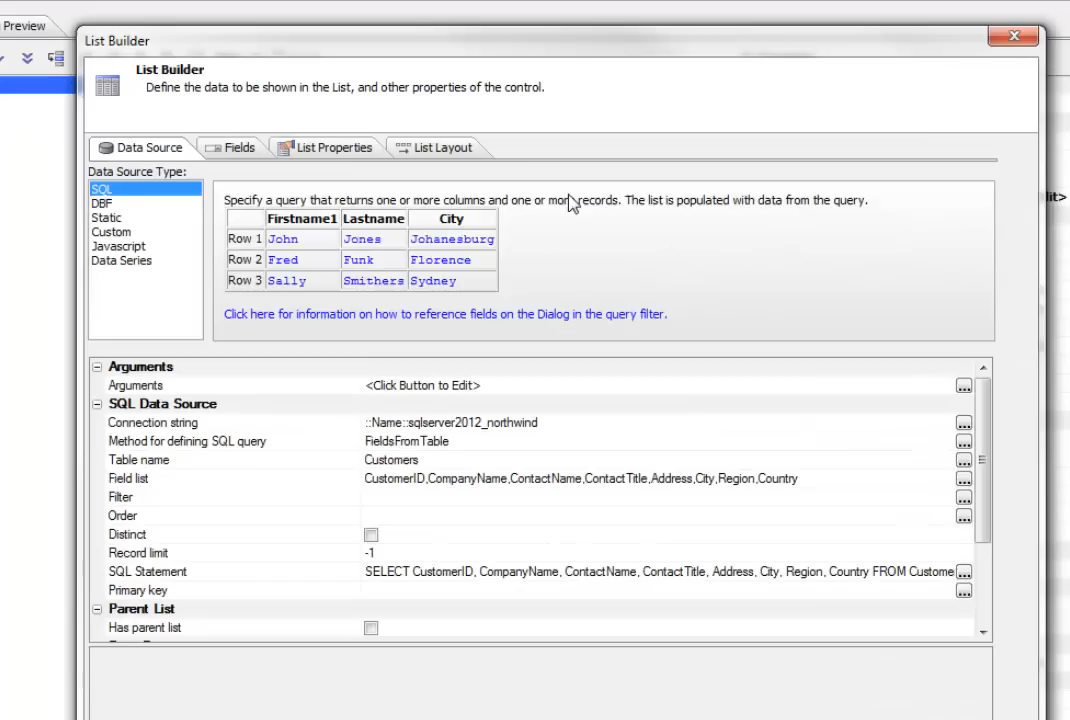 Preview
List Builder
List Builder
Define the data to be shown in the List, and other properties of the control.
Data Source
Fields
List Properties
List Layout
Data Source Type:
SQL
DBF
Static
Custom
Javascript
Data Series
Specify a query that returns one or more columns and one or more records. The list is populated with data from the query.
Firstname1 Lastname City
Row 1 John Jones Johanesburg
Row 2 Fred Funk Florence
Row 3 Sally Smithers Sydney
Click here for information on how to reference fields on the Dialog in the query filter.
Arguments
Arguments <Click Button to Edit> ...
SQL Data Source
Connection string ::Name::sqlserver2012_northwind ...
Method for defining SQL query FieldsFromTable ...
Table name Customers ...
Field list CustomerID,CompanyName,ContactName,ContactTitle,Address,City,Region,Country ...
Filter ...
Order ...
Distinct
Record limit -1
SQL Statement SELECT CustomerID, CompanyName, ContactName, ContactTitle, Address, City, Region, Country FROM Custome ...
Primary key ...
Parent List
Has parent list